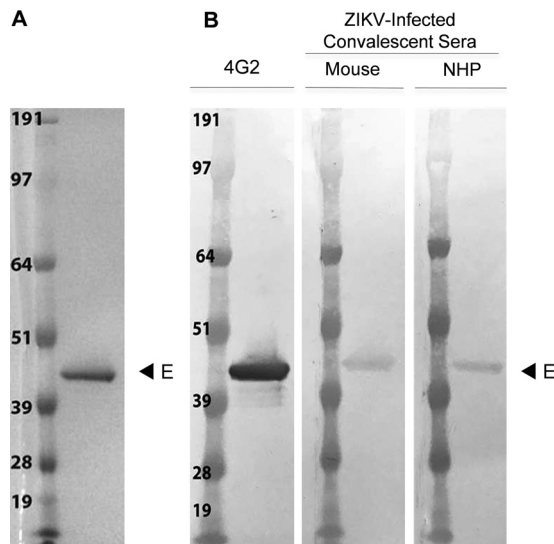 A
B
ZIKV-Infected
Convalescent Sera
4G2
Mouse
NHP
191
97
64
51
39
28
19
E
191
97
64
51
39
28
19
E